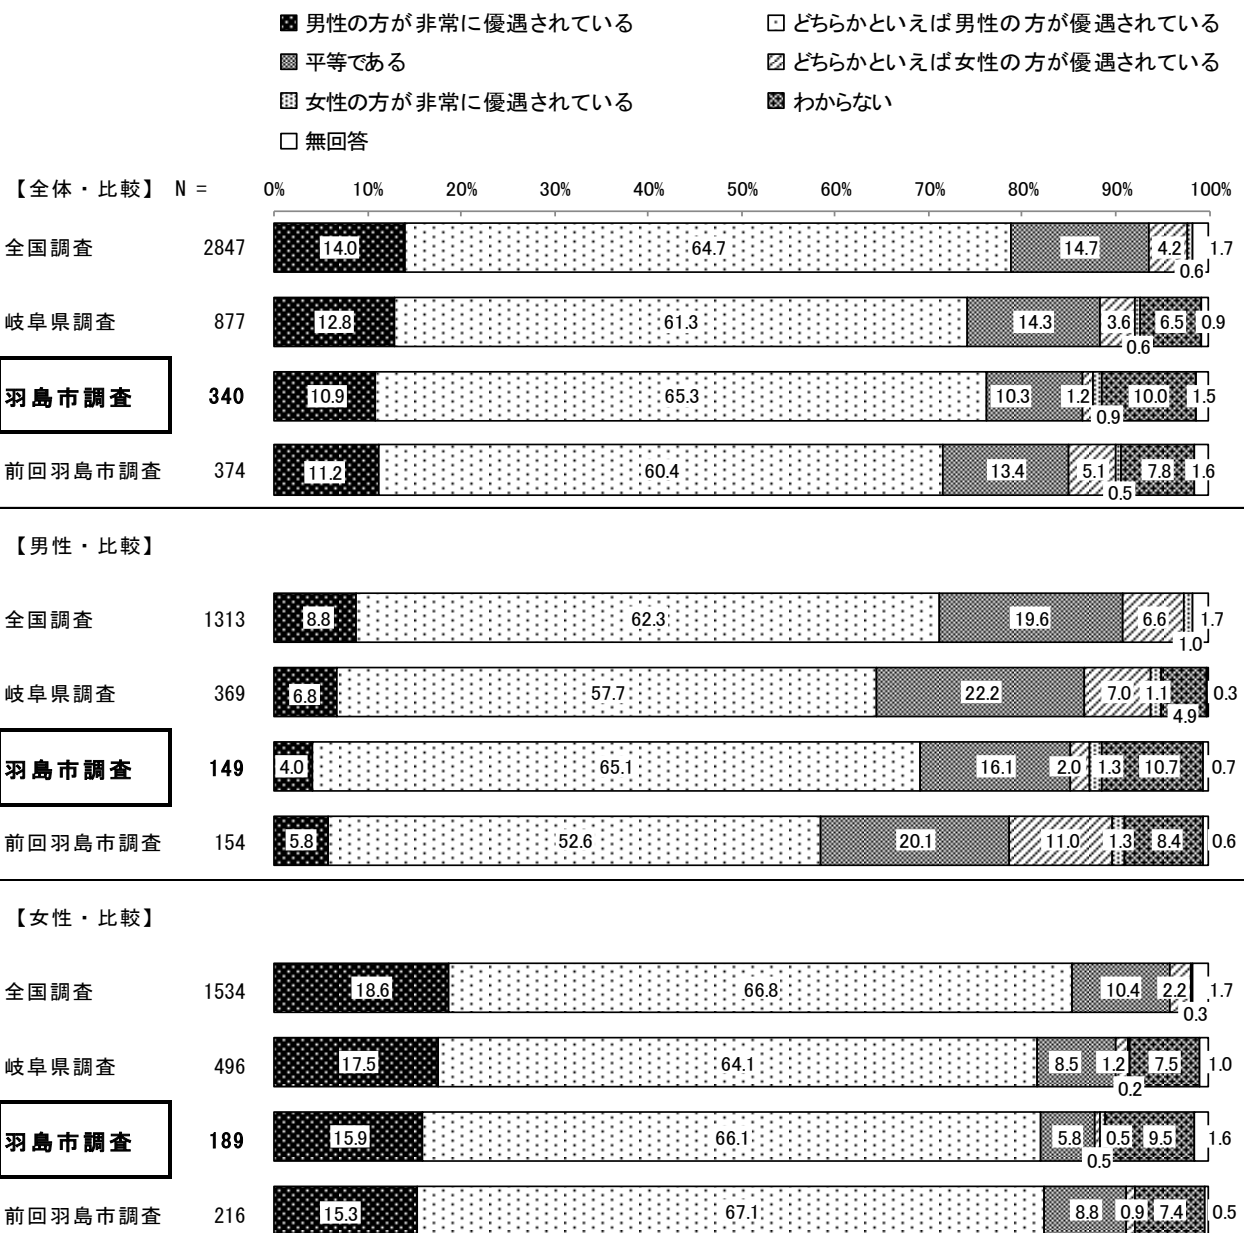 男性の方が非常に優遇されている どちらかといえば男性の方が優遇されている
平等である どちらかといえば女性の方が優遇されている
女性の方が非常に優遇されている わからない
無回答
【全体・比較】 N = 0% 10% 20% 30% 40% 50% 60% 70% 80% 90% 100%
全国調査 2847 14.0 64.7 14.7 4.2 0.6 1.7
岐阜県調査 877 12.8 61.3 14.3 3.6 0.6 6.5 0.9
羽島市調査 340 10.9 65.3 10.3 1.2 0.9 10.0 1.5
前回羽島市調査 374 11.2 60.4 13.4 5.1 0.5 7.8 1.6
【男性・比較】
全国調査 1313 8.8 62.3 19.6 6.6 1.0 1.7
岐阜県調査 369 6.8 57.7 22.2 7.0 1.1 4.9 0.3
羽島市調査 149 4.0 65.1 16.1 2.0 1.3 10.7 0.7
前回羽島市調査 154 5.8 52.6 20.1 11.0 1.3 8.4 0.6
【女性・比較】
全国調査 1534 18.6 66.8 10.4 2.2 0.3 1.7
岐阜県調査 496 17.5 64.1 8.5 1.2 0.2 7.5 1.0
羽島市調査 189 15.9 66.1 5.8 0.5 0.5 9.5 1.6
前回羽島市調査 216 15.3 67.1 8.8 0.9 7.4 0.5